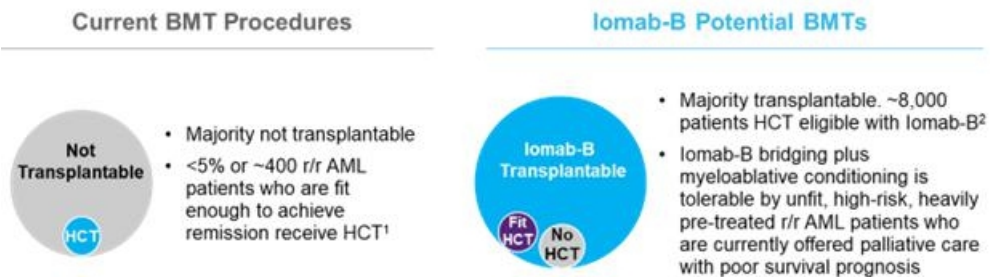 Current BMT Procedures
Not
Transplantable
HCT
• Majority not transplantable
• <5% or ~400 r/r AML
patients who are fit
enough to achieve
remission receive HCT¹
Iomab-B Potential BMTs
Iomab-B
Transplantable
Fit
HCT
No
HCT
• Majority transplantable. ~8,000
patients HCT eligible with Iomab-B²
• Iomab-B bridging plus
myeloablative conditioning is
tolerable by unfit, high-risk, heavily
pre-treated r/r AML patients who
are currently offered palliative care
with poor survival prognosis